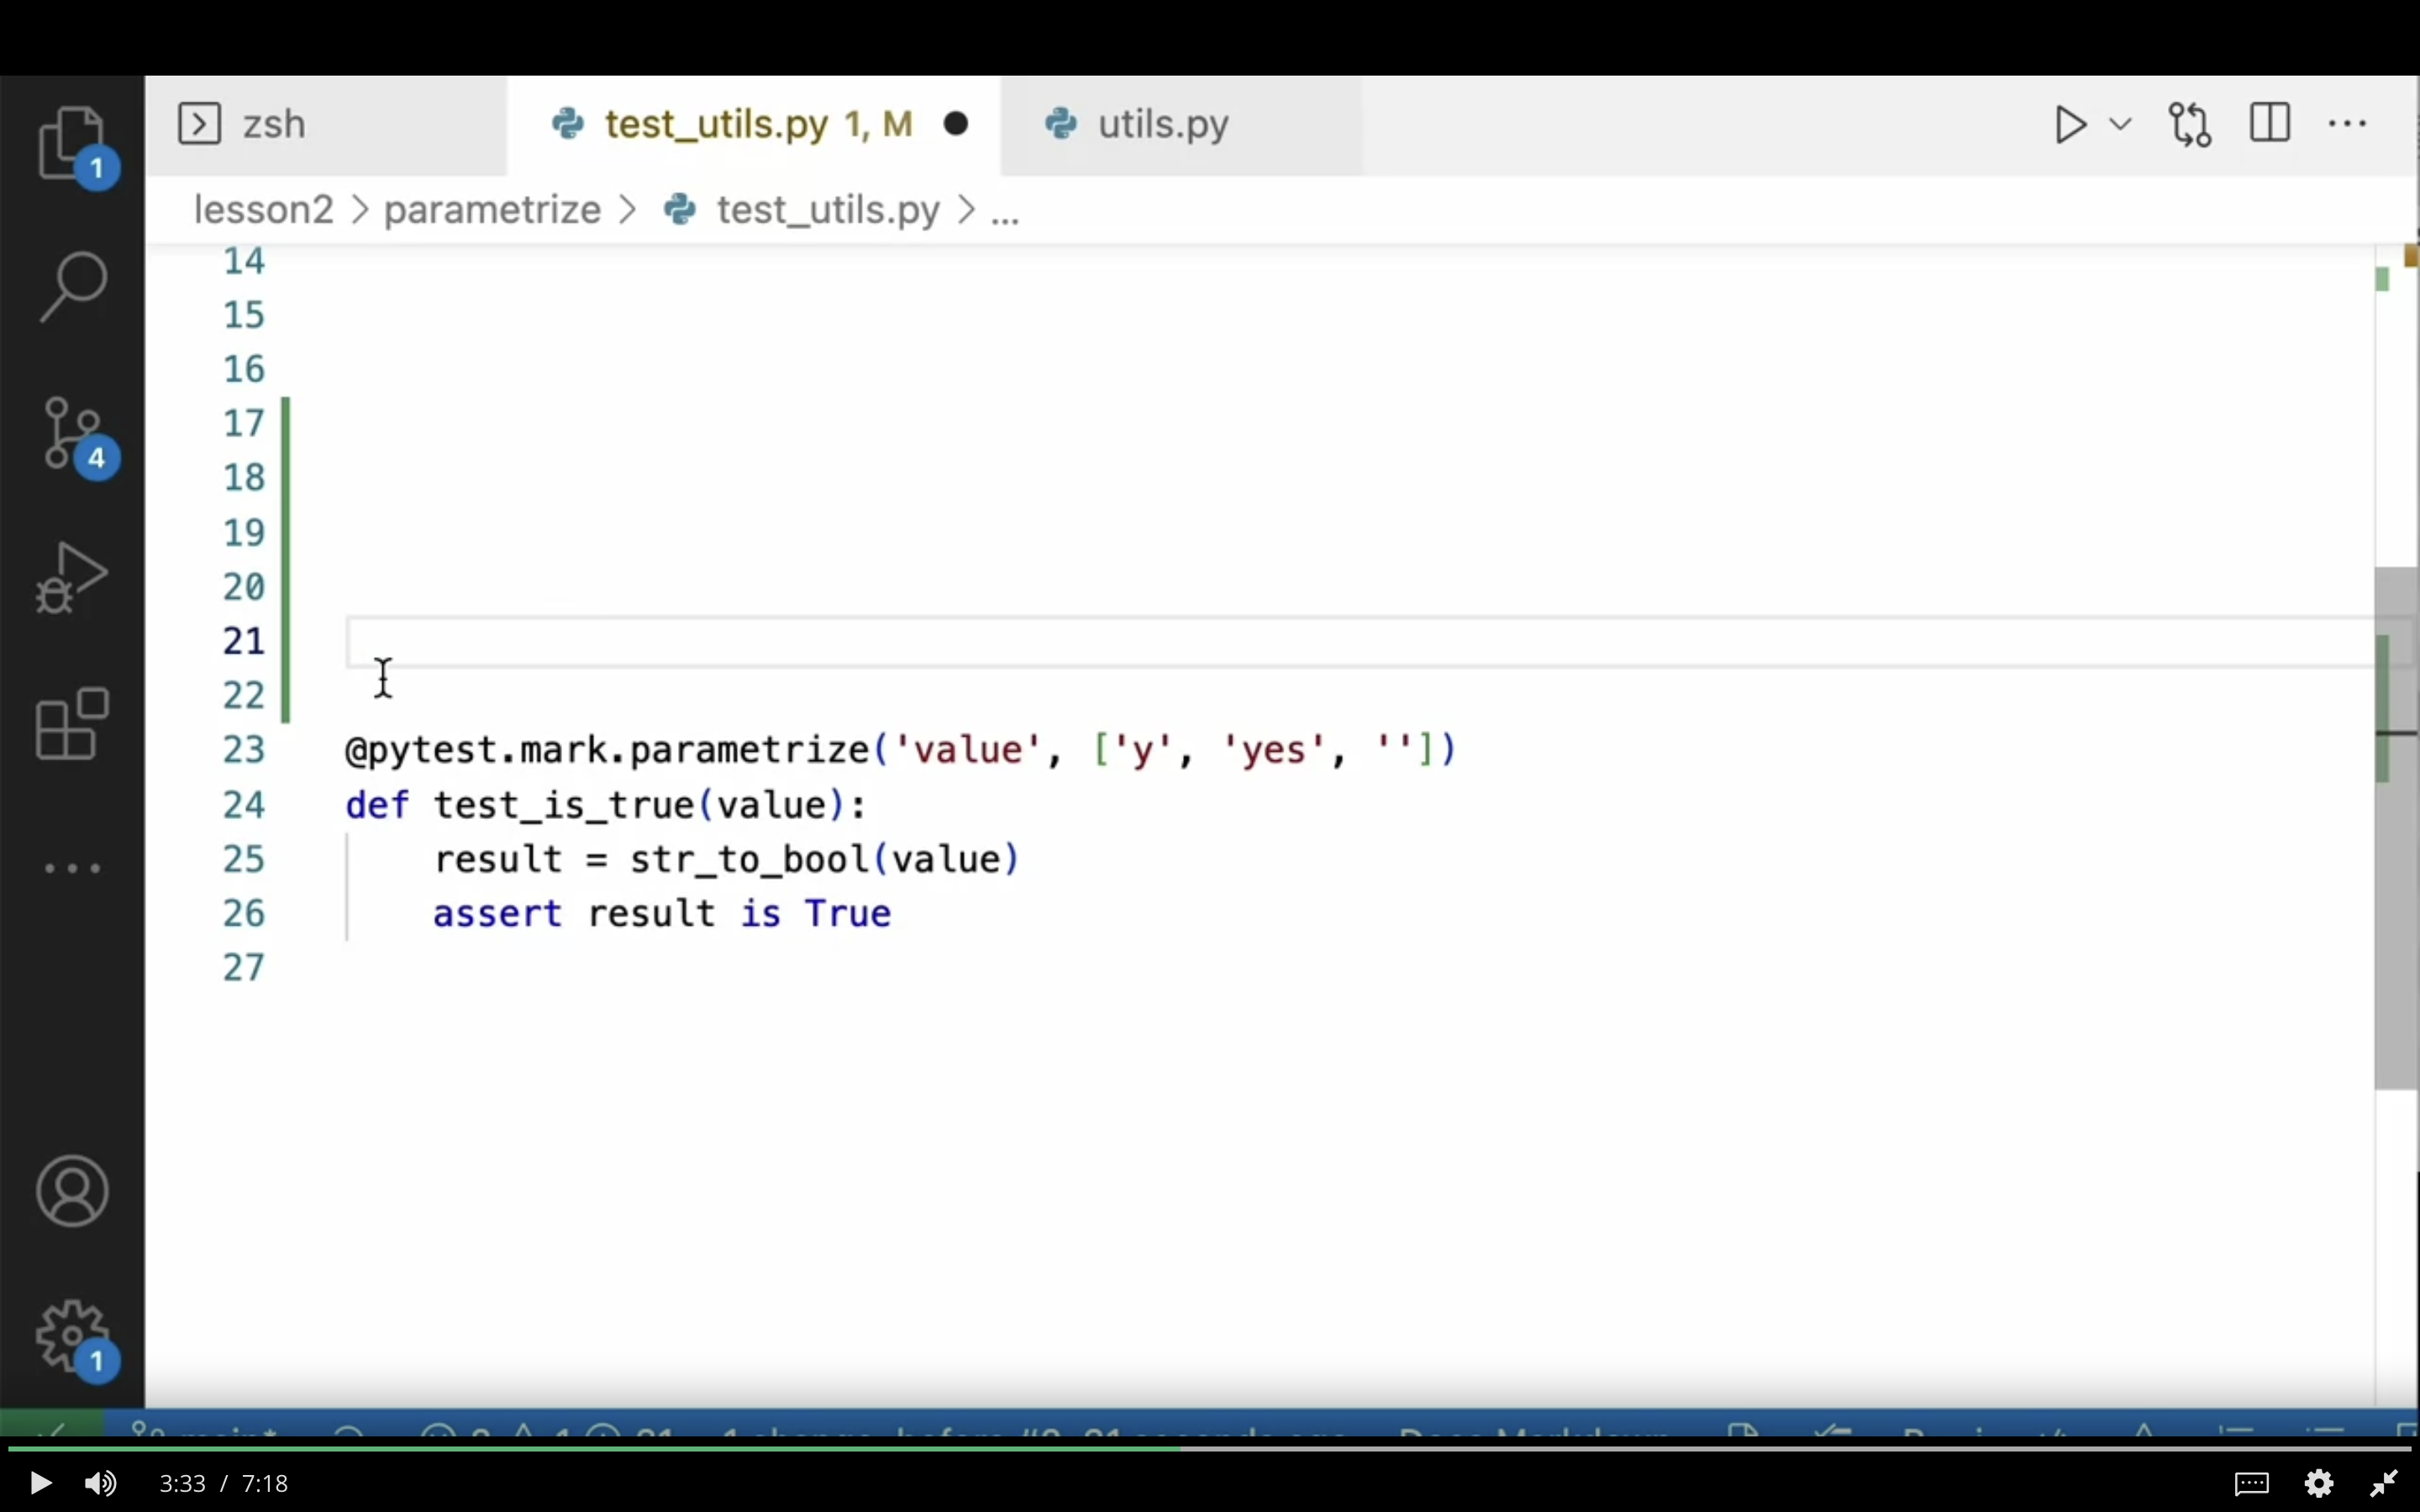 zsh
test_utils.py 1, M
utils.py
lesson2 > parametrize > test_utils.py > ...
1
4
1
14
15
16
17
18
19
20
21
22
23 @pytest.mark.parametrize('value', ['y', 'yes', ''])
24 def test_is_true(value):
25 result = str_to_bool(value)
26 assert result is True
27
3:33 / 7:18